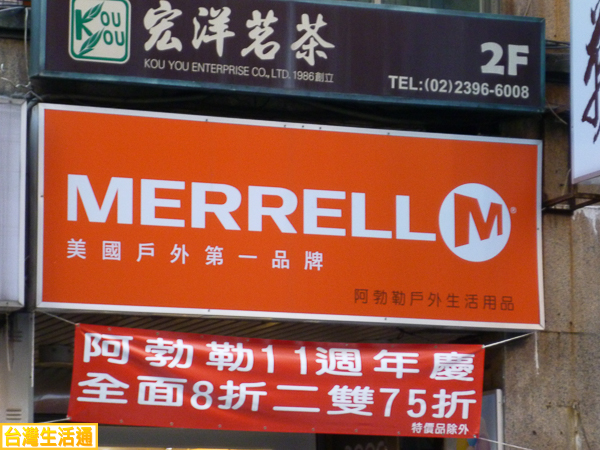 KOU YOU
宏洋茗茶
KOU YOU ENTERPRISE CO., LTD. 1986創立
2F
TEL:(02)2396-6008
MERRELL M®
美國戶外第一品牌
阿勃勒戶外生活用品
阿勃勒11週年慶
全面8折二雙75折
特價品除外
台灣生活通